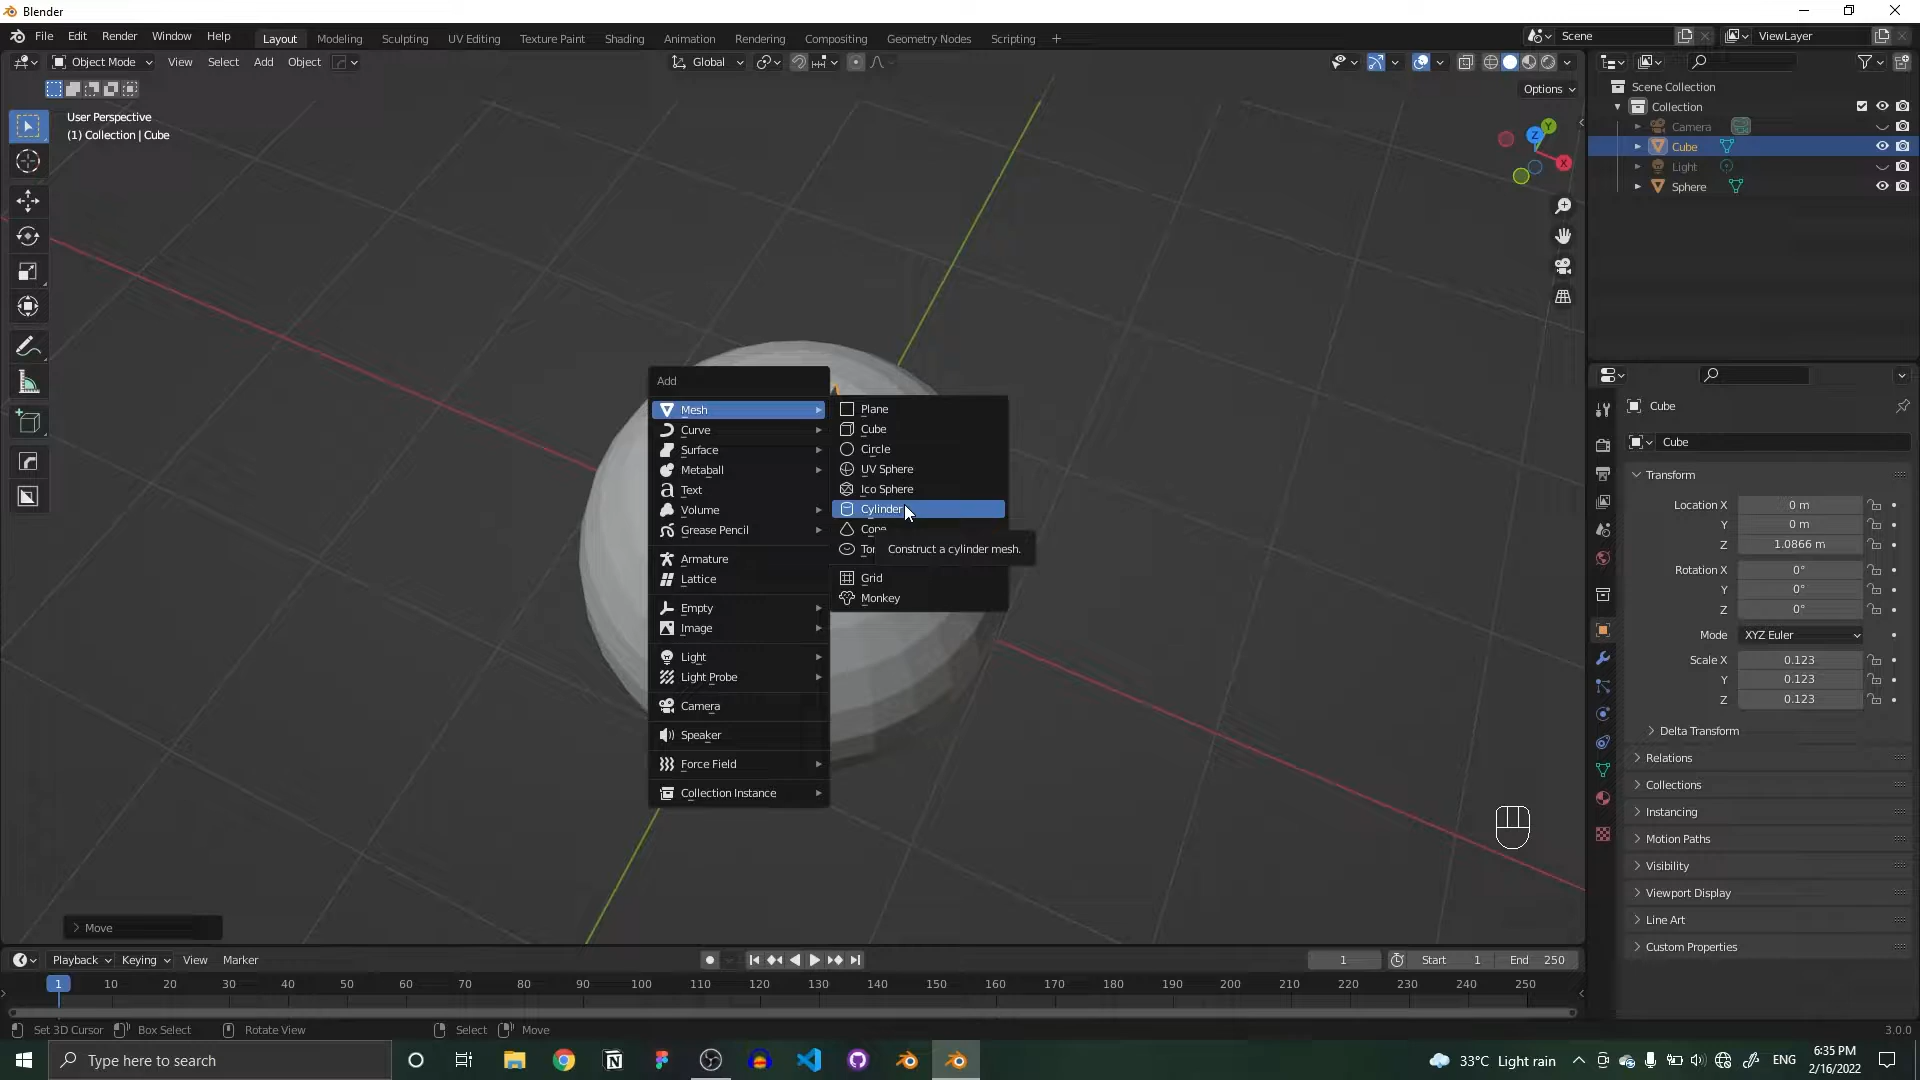 Blender
File Edit Render Window Help
Layout Modeling Sculpting UV Editing Texture Paint Shading Animation Rendering Compositing Geometry Nodes Scripting +
Scene
ViewLayer
Object Mode View Select Add Object
Global
Options
User Perspective
(1) Collection | Cube
Z
Y
X
Scene Collection
Collection
Camera
Cube
Light
Sphere
Add
Mesh
Curve
Surface
Metaball
Text
Volume
Grease Pencil
Armature
Lattice
Empty
Image
Light
Light Probe
Camera
Speaker
Force Field
Collection Instance
Plane
Cube
Circle
UV Sphere
Ico Sphere
Cylinder
Cone
Construct a cylinder mesh.
Grid
Monkey
Cube
Cube
Transform
Location X 0 m
Y 0 m
Z 1.0866 m
Rotation X 0°
Y 0°
Z 0°
Mode XYZ Euler
Scale X 0.123
Y 0.123
Z 0.123
Delta Transform
Relations
Collections
Instancing
Motion Paths
Visibility
Viewport Display
Line Art
Custom Properties
Move
Playback Keying View Marker
1 Start 1 End 250
1 10 20 30 40 50 60 70 80 90 100 110 120 130 140 150 160 170 180 190 200 210 220 230 240 250
Set 3D Cursor Box Select Rotate View Select Move
3.0.0
Type here to search
33°C Light rain
ENG
6:35 PM
2/16/2022